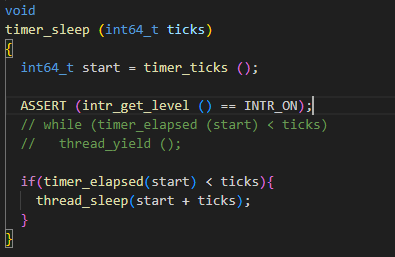 void
timer_sleep (int64_t ticks)
{
  int64_t start = timer_ticks ();

  ASSERT (intr_get_level () == INTR_ON);
  // while (timer_elapsed (start) < ticks)
  //   thread_yield ();

  if(timer_elapsed(start) < ticks){
    thread_sleep(start + ticks);
  }
}